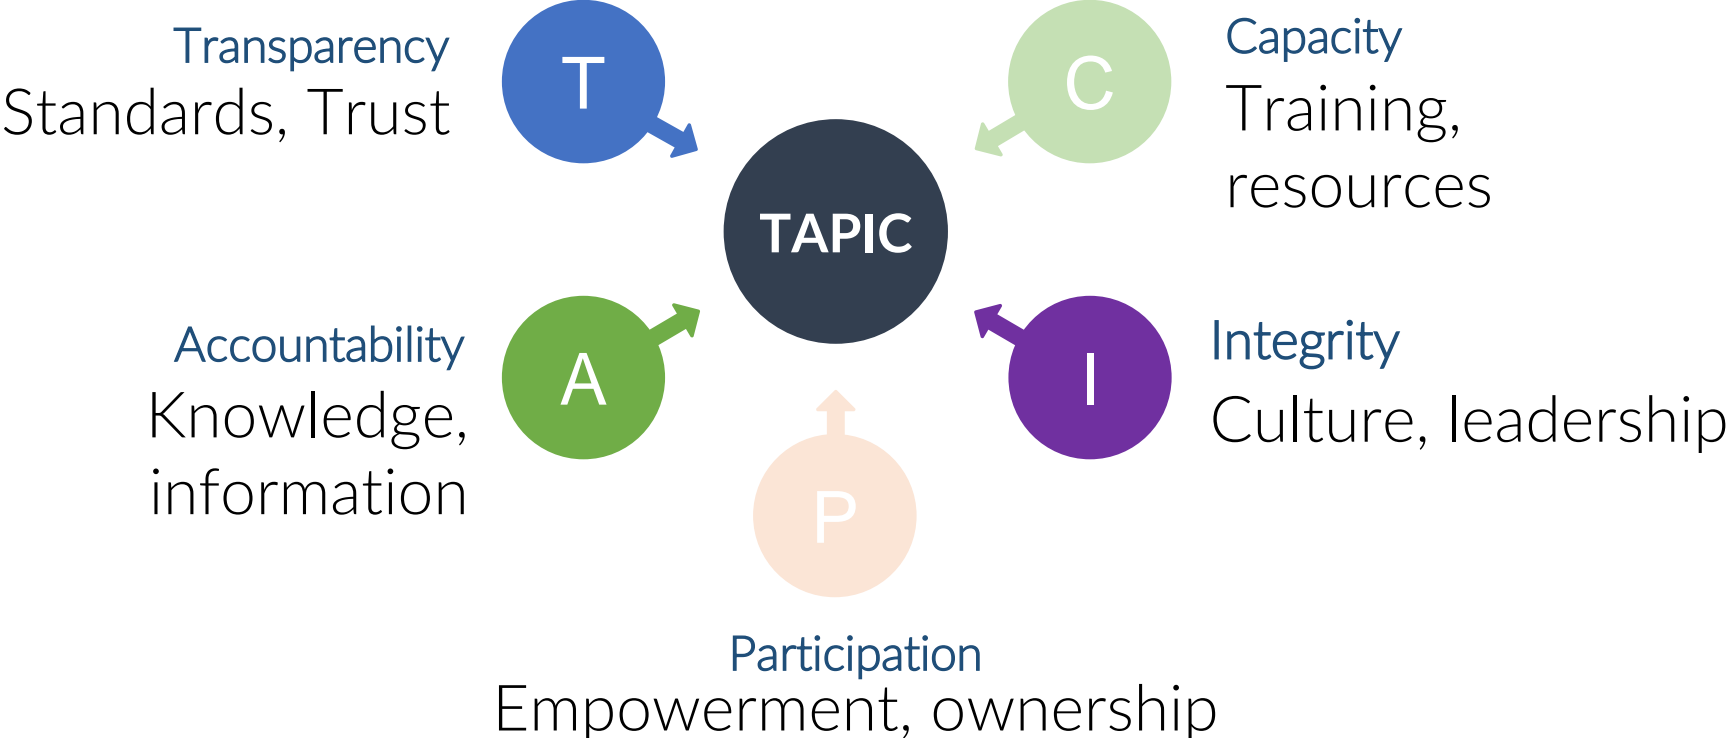 Transparency
Standards, Trust
T
C
Capacity
Training,
resources
TAPIC
Accountability
Knowledge,
information
A
I
Integrity
Culture, leadership
P
Participation
Empowerment, ownership